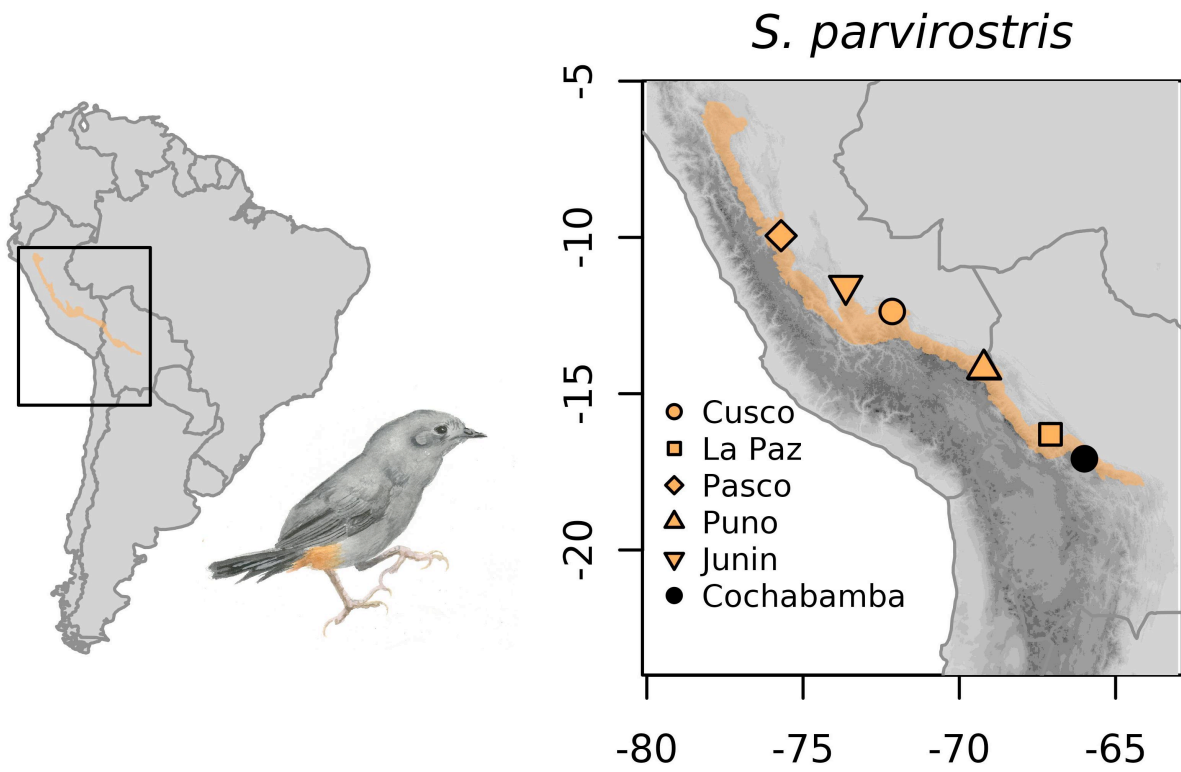 S. parvirostris
-5
-10
-15
-20
Cusco
La Paz
Pasco
Puno
Junin
Cochabamba
-80 -75 -70 -65